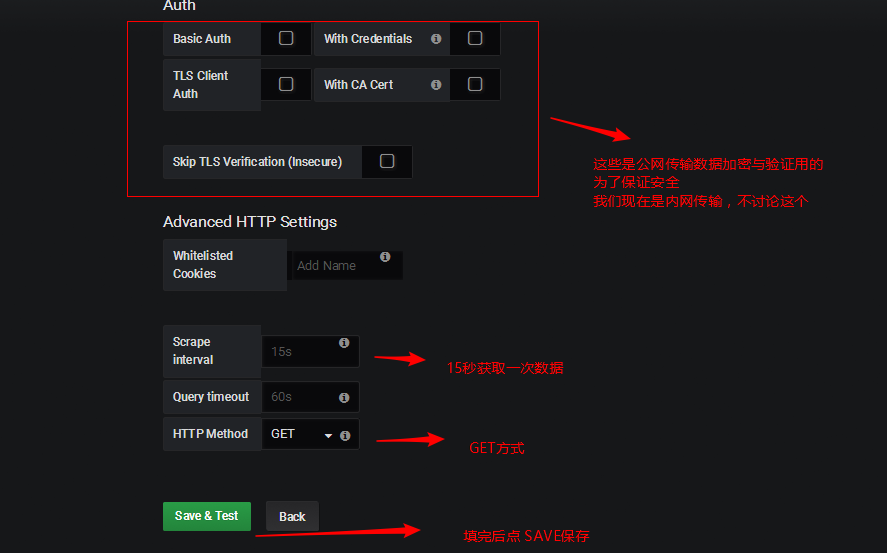 Auth
Basic Auth
With Credentials
TLS Client
Auth
With CA Cert
Skip TLS Verification (Insecure)
这些是公网传输数据加密与验证用的
为了保证安全
我们现在是内网传输，不讨论这个
Advanced HTTP Settings
Whitelisted
Cookies
Add Name
Scrape
interval
15s
15秒获取一次数据
Query timeout
60s
HTTP Method
GET
GET方式
Save & Test
Back
填完后点 SAVE保存